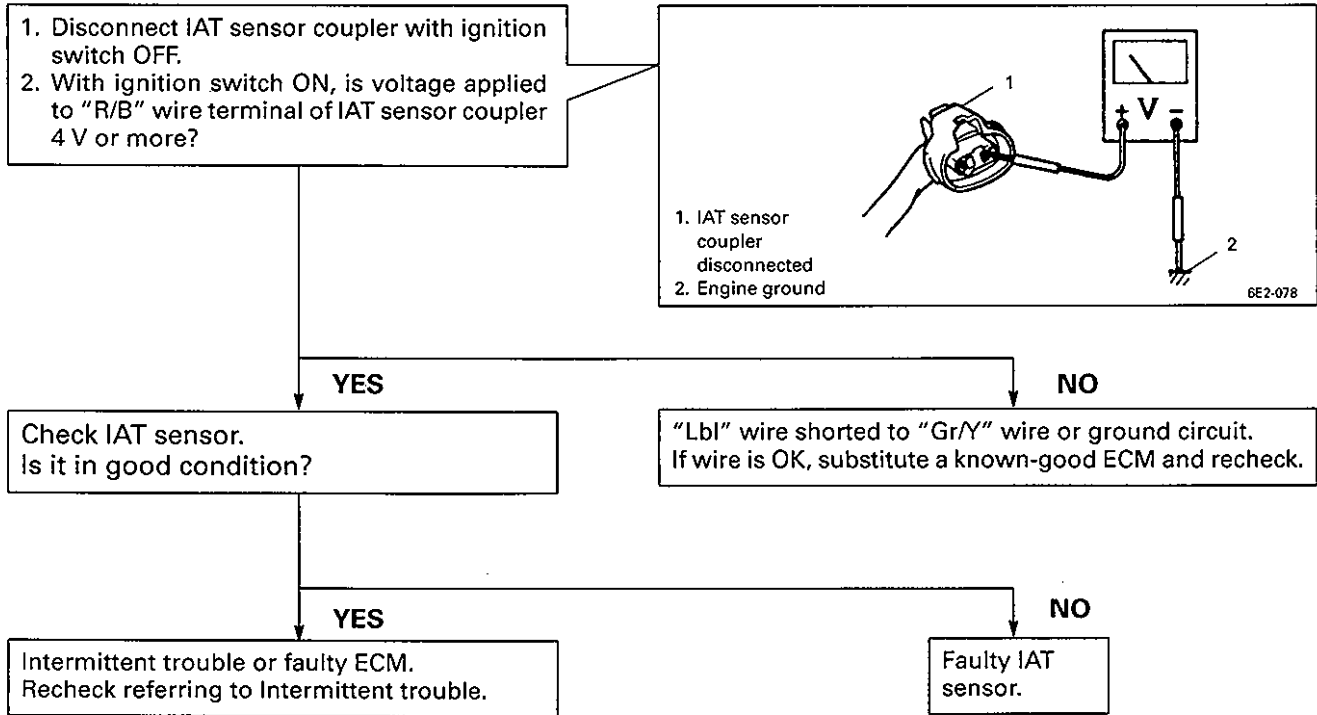 1. Disconnect IAT sensor coupler with ignition
switch OFF.
2. With ignition switch ON, is voltage applied
to “R/B” wire terminal of IAT sensor coupler
4 V or more?
1
+ V −
1. IAT sensor
coupler
disconnected
2. Engine ground
2
6E2-078
YES
NO
Check IAT sensor.
Is it in good condition?
“Lbl” wire shorted to “Gr/Y” wire or ground circuit.
If wire is OK, substitute a known-good ECM and recheck.
YES
NO
Intermittent trouble or faulty ECM.
Recheck referring to Intermittent trouble.
Faulty IAT
sensor.